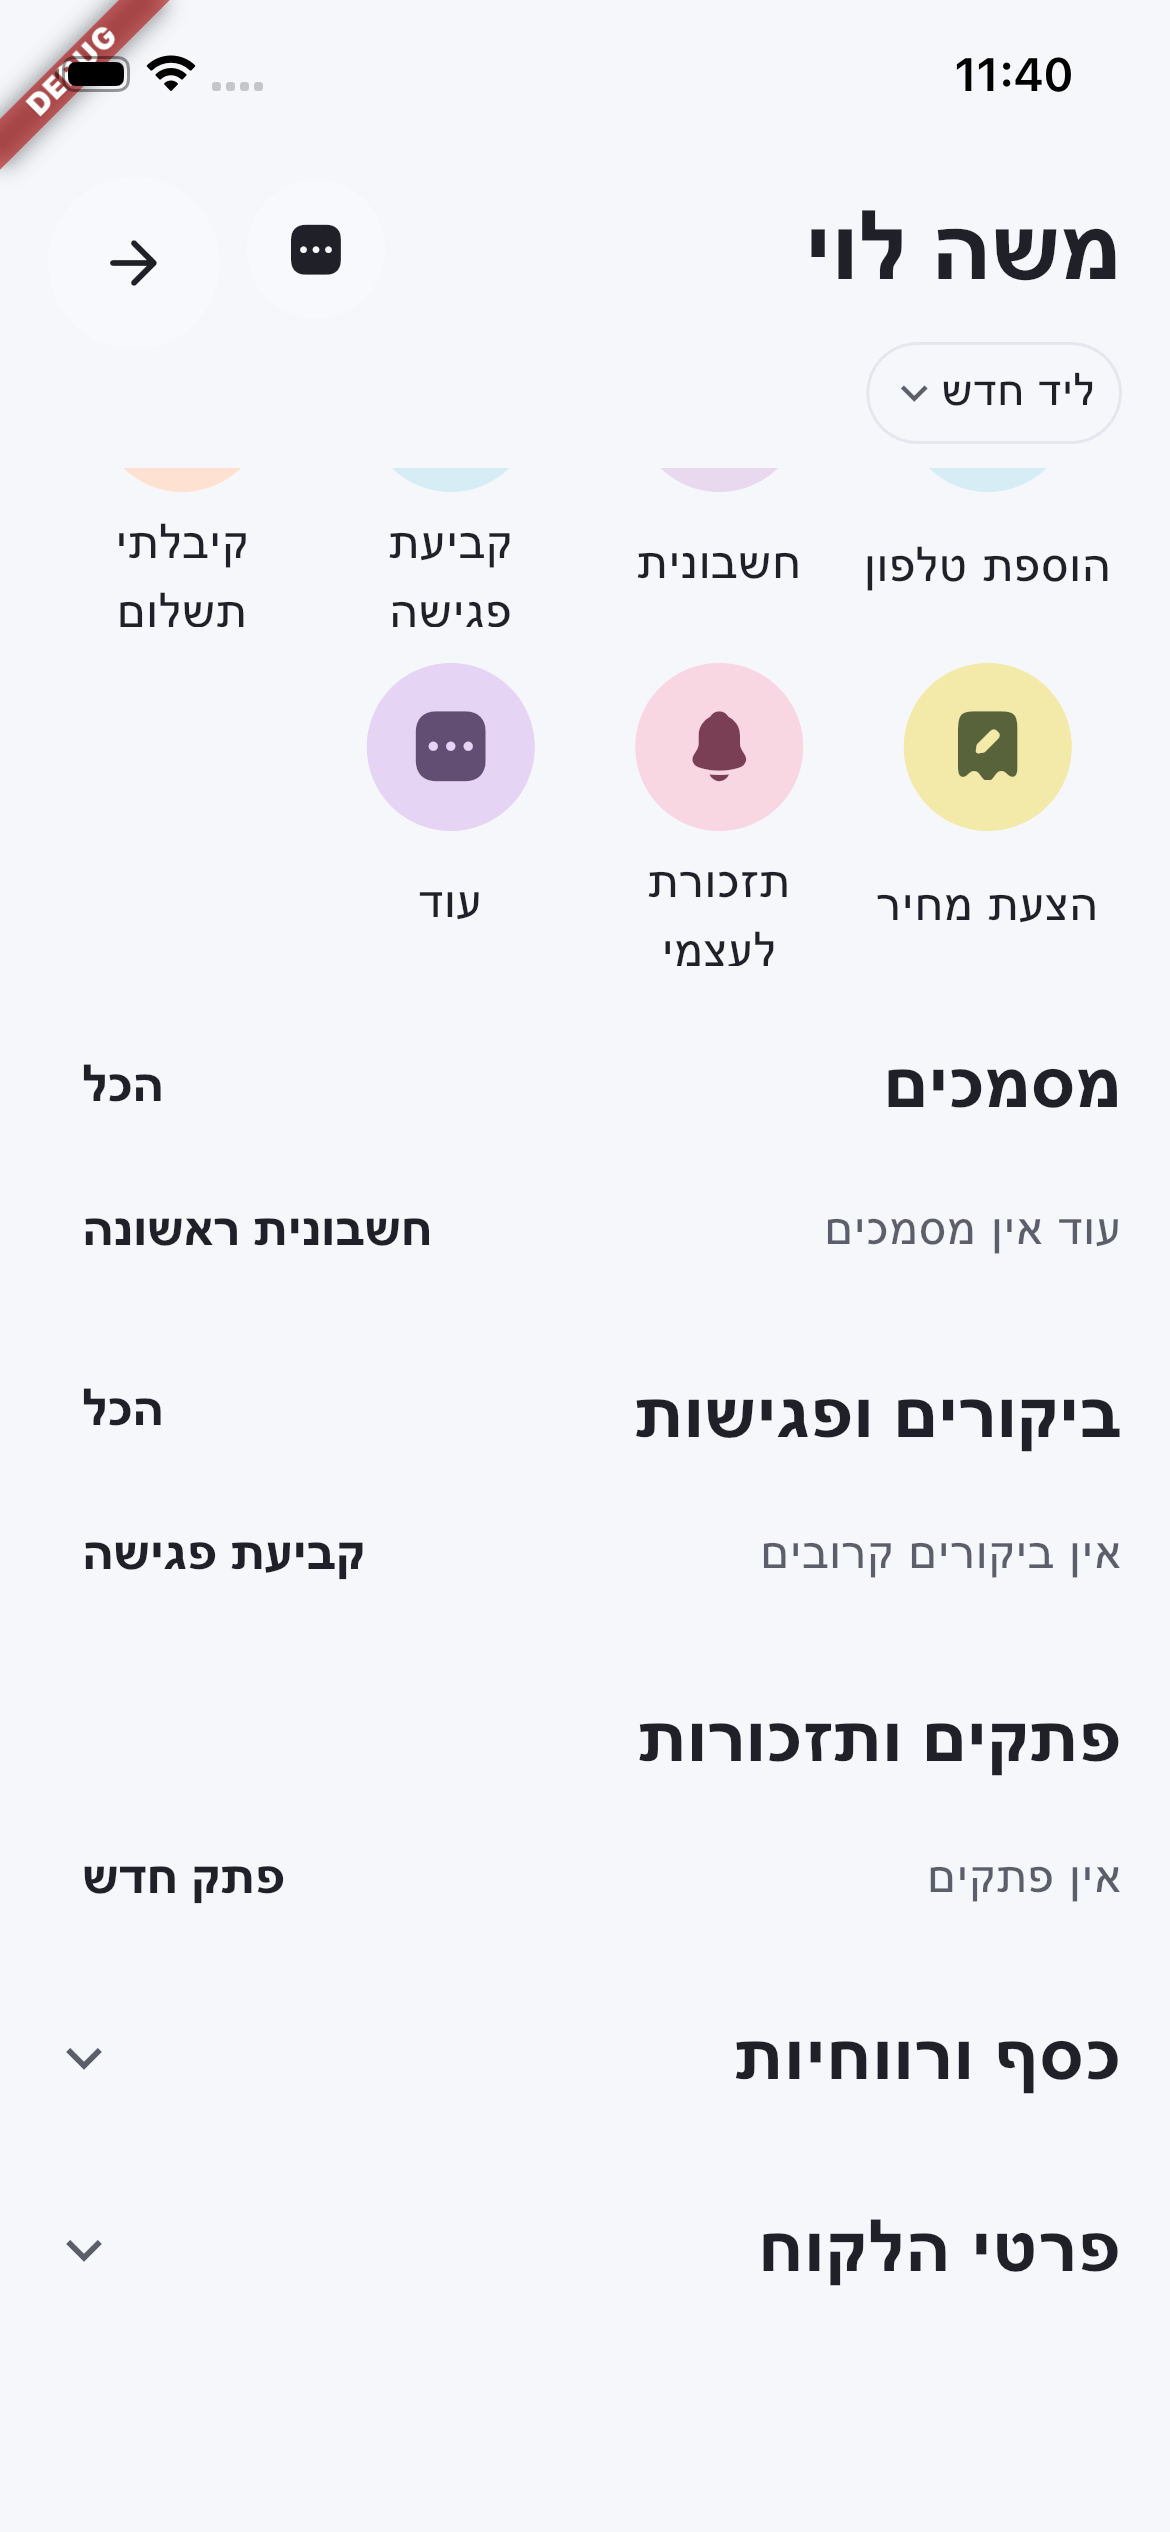 DEBUG
11:40
משה לוי
ליד חדש
הוספת טלפון
חשבונית
קביעת
פגישה
קיבלתי
תשלום
הצעת מחיר
תזכורת
לעצמי
עוד
מסמכים
הכל
עוד אין מסמכים
חשבונית ראשונה
ביקורים ופגישות
הכל
אין ביקורים קרובים
קביעת פגישה
פתקים ותזכורות
אין פתקים
פתק חדש
כסף ורווחיות
פרטי הלקוח